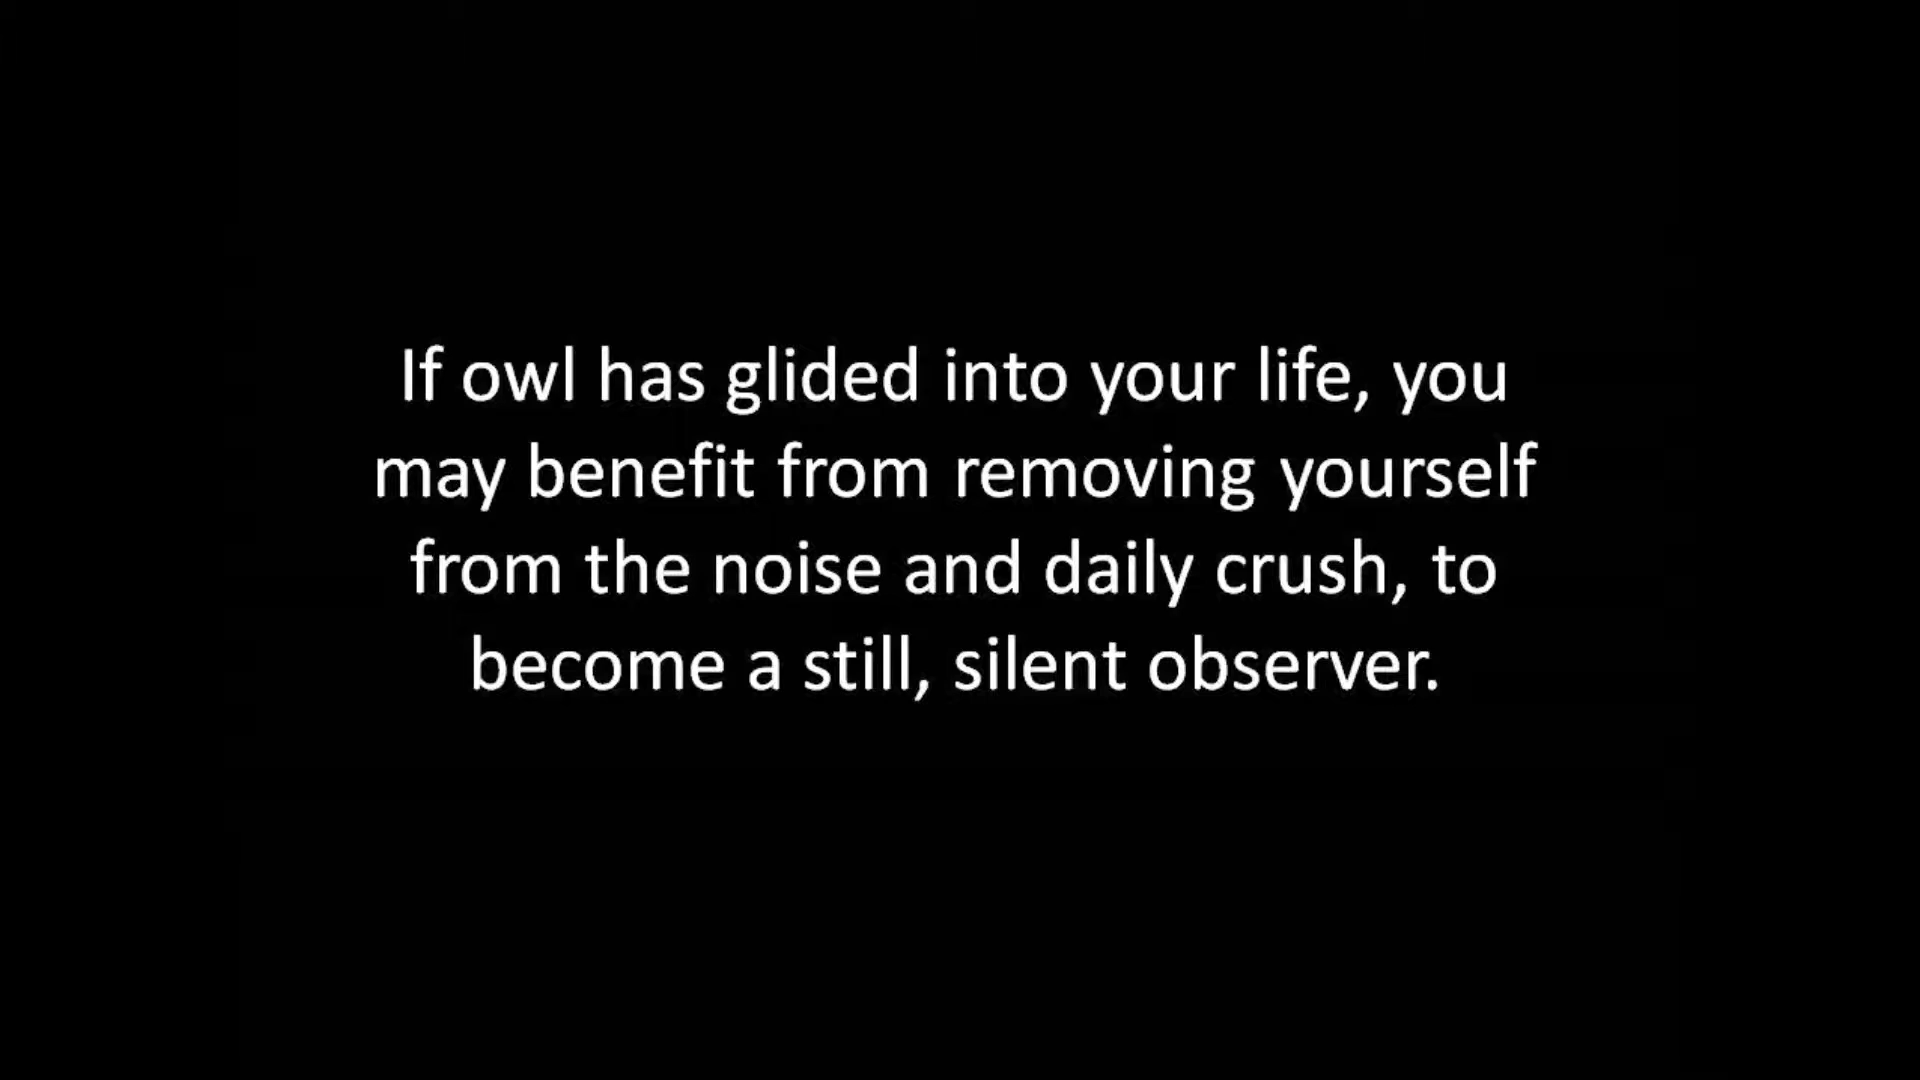 If owl has glided into your life, you
may benefit from removing yourself
from the noise and daily crush, to
become a still, silent observer.